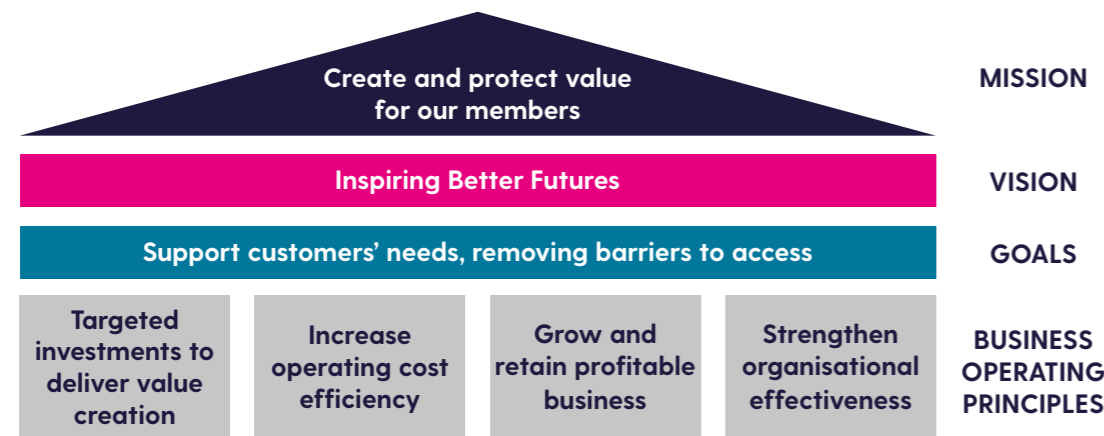 Create and protect value
for our members
MISSION
Inspiring Better Futures
VISION
Support customers’ needs, removing barriers to access
GOALS
Targeted
investments to
deliver value
creation
Increase
operating cost
efficiency
Grow and
retain profitable
business
Strengthen
organisational
effectiveness
BUSINESS
OPERATING
PRINCIPLES